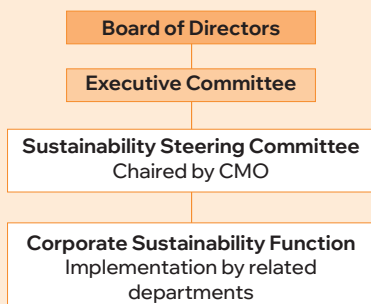 Board of Directors
Executive Committee
Sustainability Steering Committee
Chaired by CMO
Corporate Sustainability Function
Implementation by related
departments